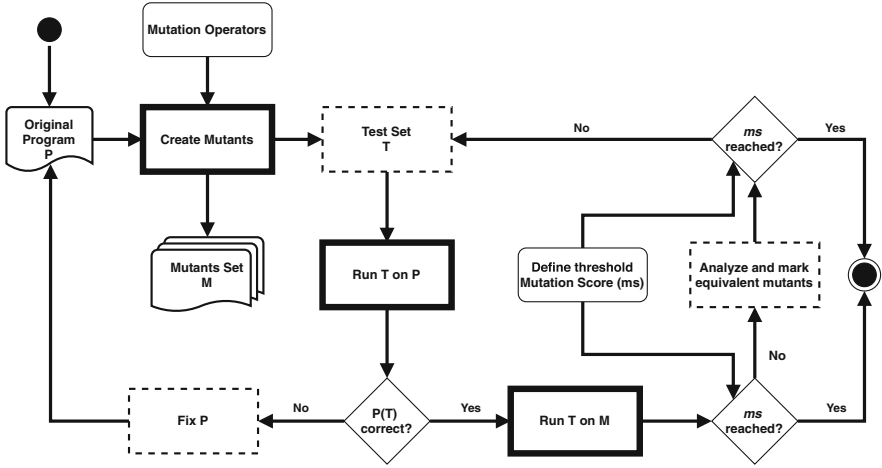 Mutation Operators
Original
Program
P
Create Mutants
Test Set
T
No
ms
reached?
Yes
Mutants Set
M
Run T on P
Define threshold
Mutation Score (ms)
Analyze and mark
equivalent mutants
No
Fix P
No
P(T)
correct?
Yes
Run T on M
ms
reached?
Yes